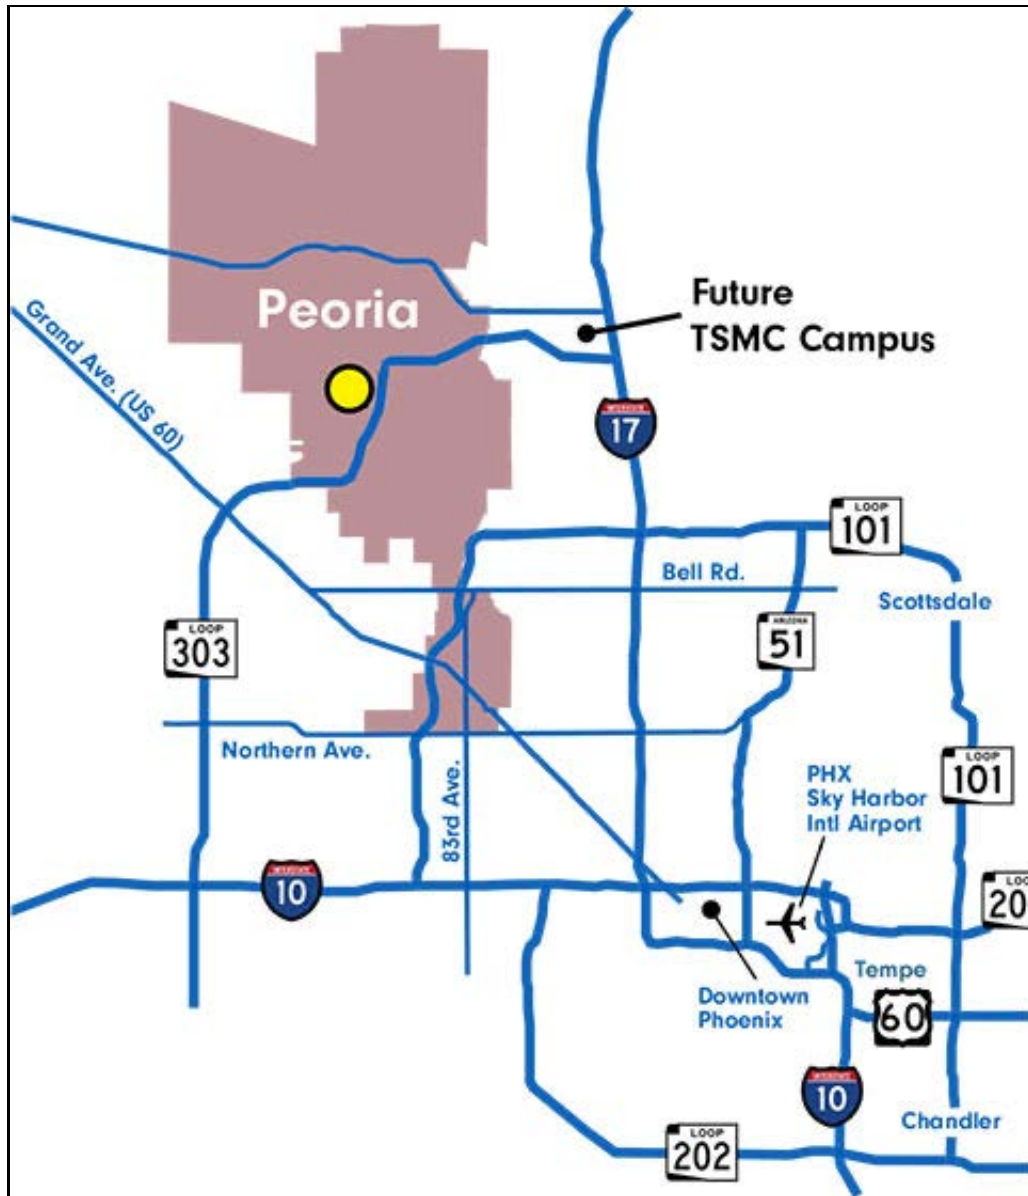 Peoria
Future
TSMC Campus
Grand Ave. (US 60)
17
LOOP
101
Bell Rd.
Scottsdale
LOOP
303
ARIZONA
51
Northern Ave.
83rd Ave.
PHX
Sky Harbor
Intl Airport
LOOP
101
10
LOO
20
Tempe
Downtown
Phoenix
60
10
Chandler
LOOP
202